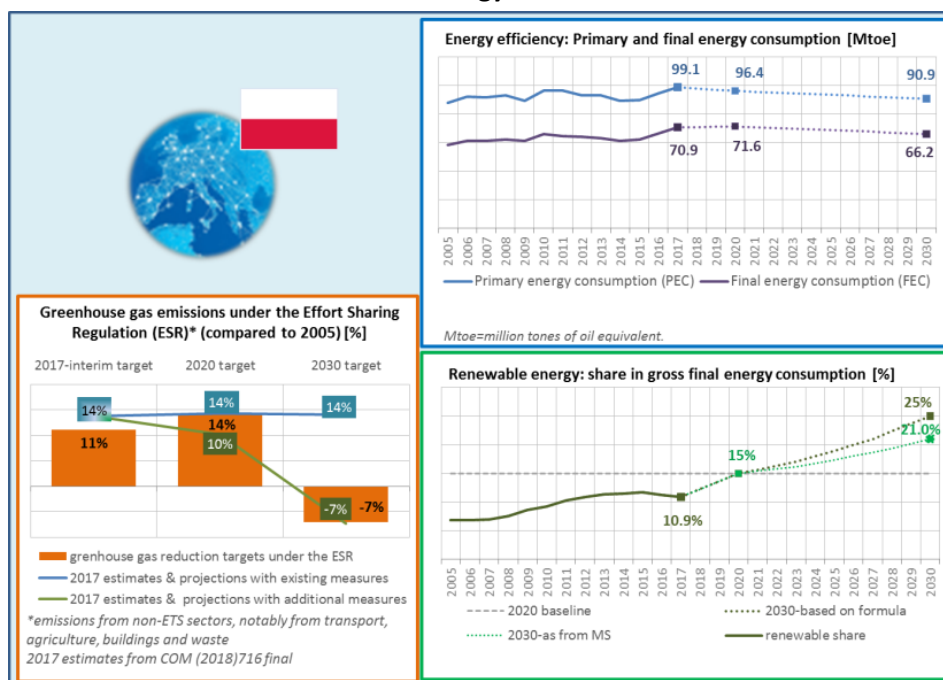 Energy efficiency: Primary and final energy consumption [Mtoe]
99.1
96.4
90.9
70.9
71.6
66.2
2005 2006 2007 2008 2009 2010 2011 2012 2013 2014 2015 2016 2017 2018 2019 2020 2021 2022 2023 2024 2025 2026 2027 2028 2029 2030
Primary energy consumption (PEC)
Final energy consumption (FEC)
Mtoe=million tones of oil equivalent.
Greenhouse gas emissions under the Effort Sharing
Regulation (ESR)* (compared to 2005) [%]
2017-interim target
2020 target
2030 target
14%
14%
14%
11%
14%
10%
-7%
-7%
grenhouse gas reduction targets under the ESR
2017 estimates & projections with existing measures
2017 estimates & projections with additional measures
*emissions from non-ETS sectors, notably from transport,
agriculture, buildings and waste
2017 estimates from COM (2018)716 final
Renewable energy: share in gross final energy consumption [%]
25%
21.0%
15%
10.9%
2005 2006 2007 2008 2009 2010 2011 2012 2013 2014 2015 2016 2017 2018 2019 2020 2021 2022 2023 2024 2025 2026 2027 2028 2029 2030
2020 baseline
2030-based on formula
2030-as from MS
renewable share